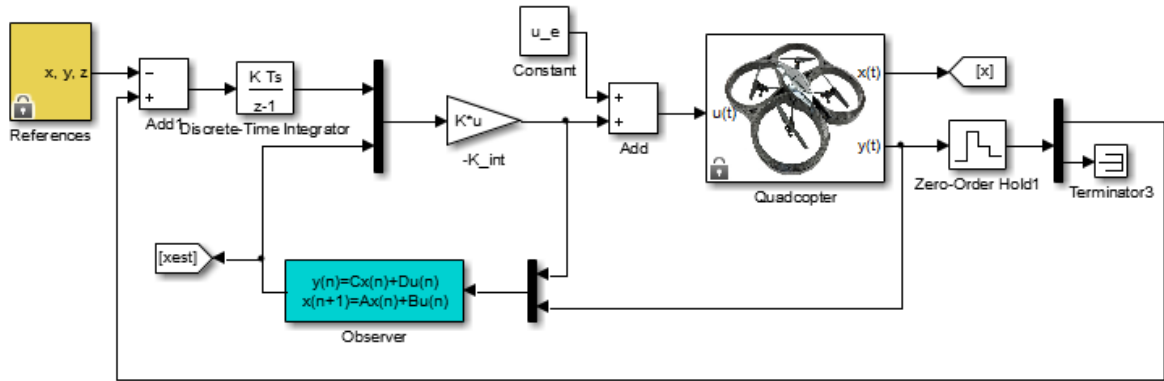 x, y, z
References
−
+
Add1
K Ts
z-1
Discrete-Time Integrator
K*u
-K_int
u_e
Constant
+
+
Add
u(t)
x(t)
y(t)
Quadcopter
[x]
Zero-Order Hold1
Terminator3
[xest]
y(n)=Cx(n)+Du(n)
x(n+1)=Ax(n)+Bu(n)
Observer